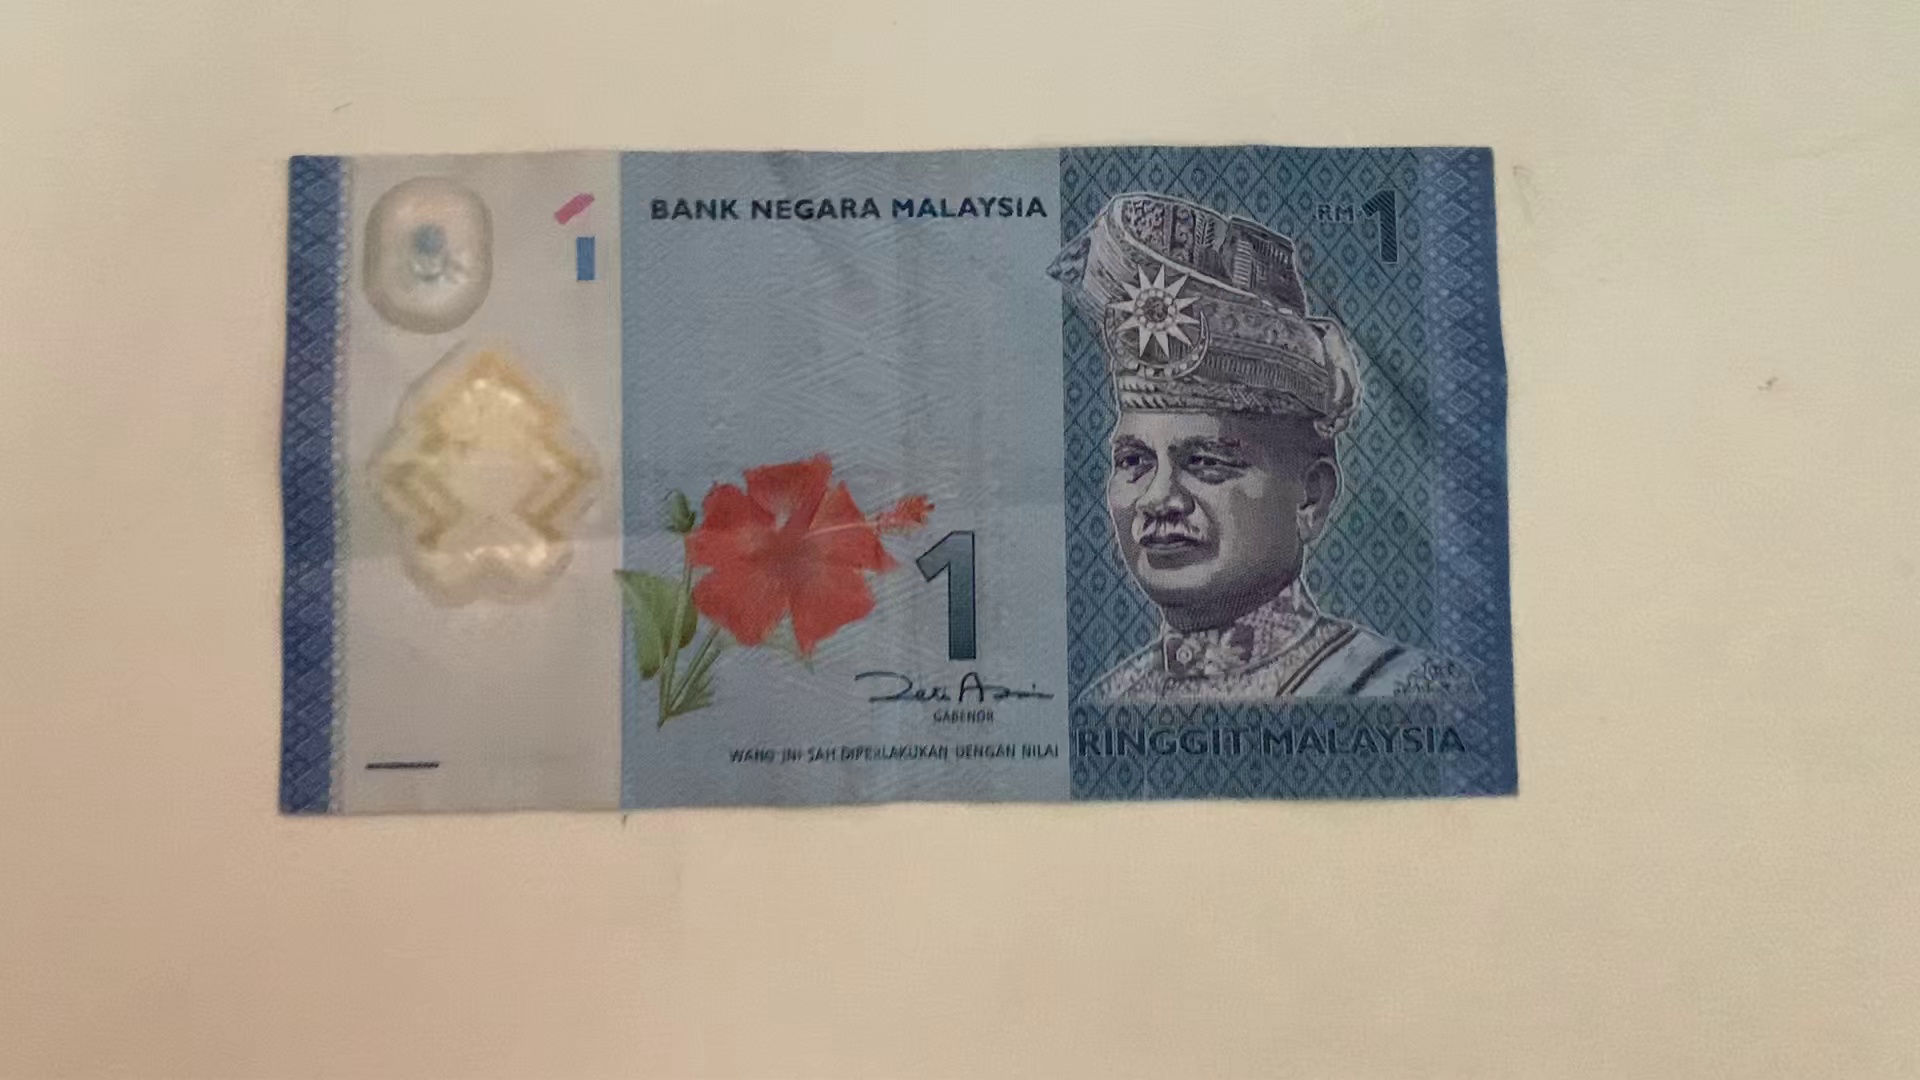 BANK NEGARA MALAYSIA
RM 1
1
GABENOR
WANG INI SAH DIPERLAKUKAN DENGAN NILAI
RINGGIT MALAYSIA